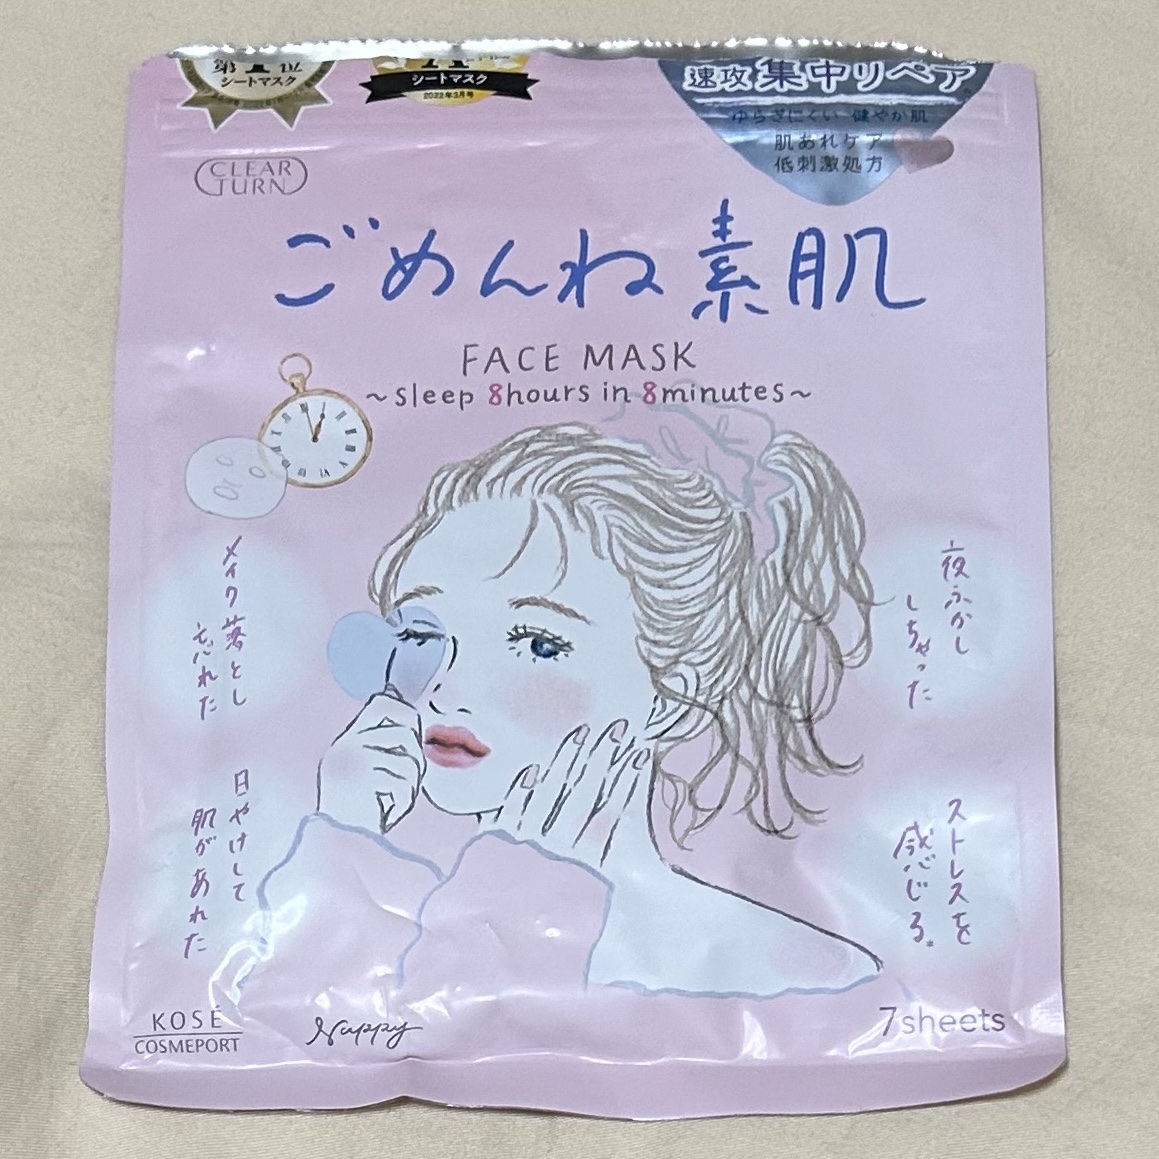 第1位
シートマスク
シートマスク
2022年3月号
速攻集中リペア
ゆらぎにくい 健やか肌
肌あれケア
低刺激処方
CLEAR
TURN
ごめんね素肌
FACE MASK
~sleep 8hours in 8minutes~
メイク落とし
忘れた
夜ふかし
しちゃった
日やけして
肌があれた
ストレスを
感じる※
KOSÉ
COSMEPORT
Nuppy
7sheets